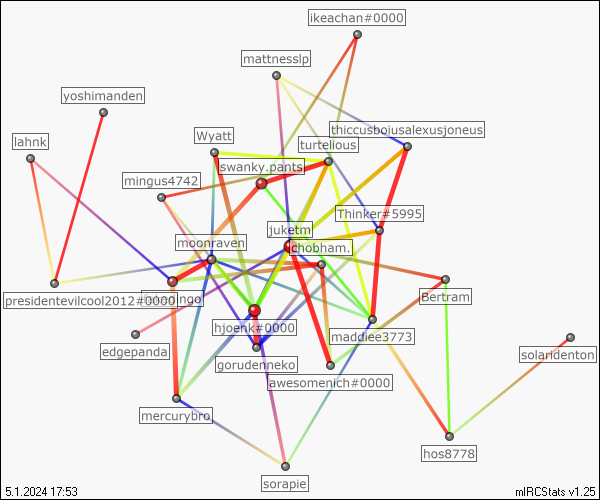 ikeachan#0000
mattnesslp
yoshimanden
thiccusboiusalexusjoneus
Wyatt
lahnk
turtelious
swanky.pants
mingus4742
Thinker#5995
juketm
moonraven
chobham.
presidentevilcool2012#0000
Bertram
hjoenk#0000
maddiee3773
edgepanda
solaridenton
gorudenneko
awesomenich#0000
mercurybro
hos8778
sorapie
5.1.2024 17:53
mIRCStats v1.25